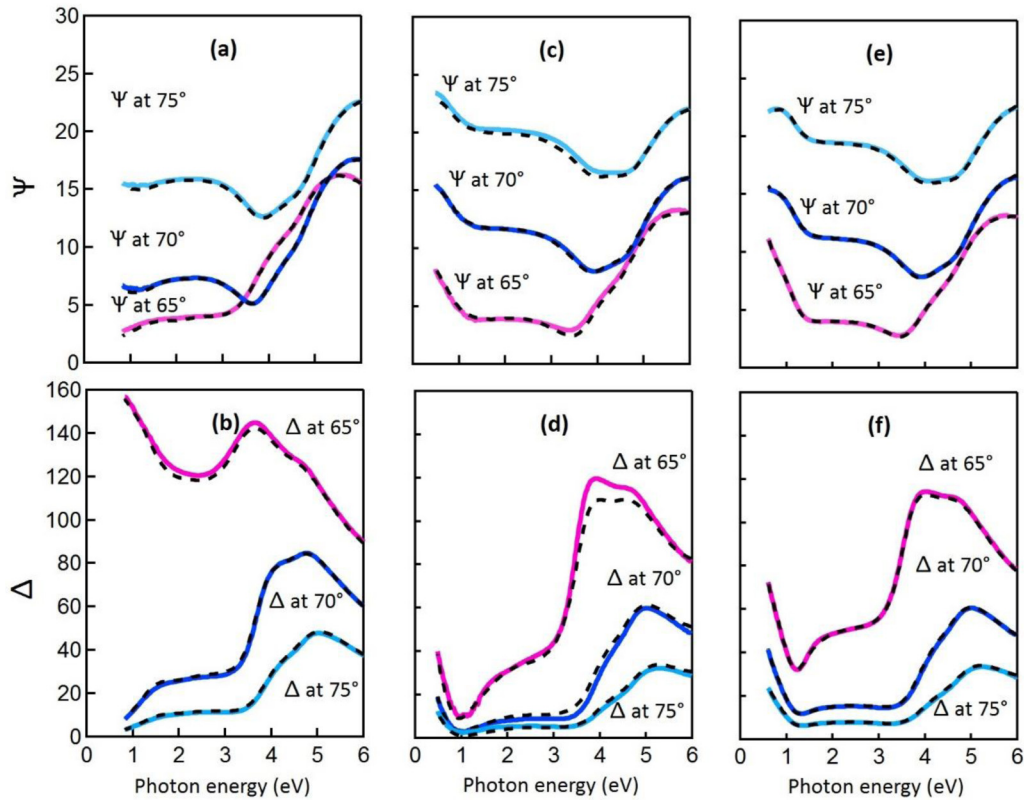 30
25
20
15
10
5
0
Ψ
(a)
Ψ at 75°
Ψ at 70°
Ψ at 65°
(c)
Ψ at 75°
Ψ at 70°
Ψ at 65°
(e)
Ψ at 75°
Ψ at 70°
Ψ at 65°
160
140
120
100
80
60
40
20
0
Δ
(b)
Δ at 65°
Δ at 70°
Δ at 75°
(d)
Δ at 65°
Δ at 70°
Δ at 75°
(f)
Δ at 65°
Δ at 70°
Δ at 75°
0 1 2 3 4 5 6
0 1 2 3 4 5 6
0 1 2 3 4 5 6
Photon energy (eV)
Photon energy (eV)
Photon energy (eV)